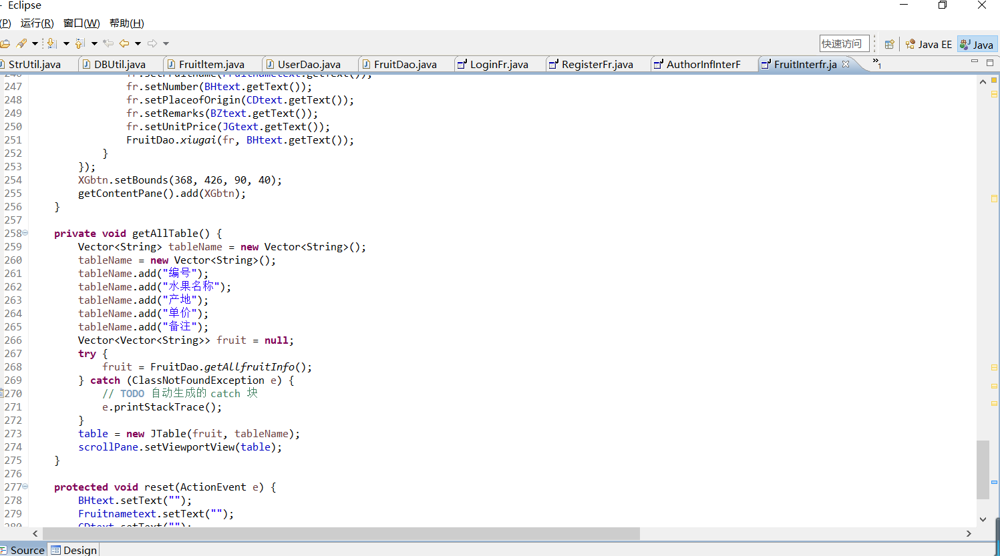 Eclipse
(P) 运行(R) 窗口(W) 帮助(H)
快速访问 Java EE Java
StrUtil.java DBUtil.java FruitItem.java UserDao.java FruitDao.java LoginFr.java RegisterFr.java AuthorInfInterF FruitInterfr.ja »1
247 fr.setNumber(BHtext.getText());
248 fr.setPlaceofOrigin(CDtext.getText());
249 fr.setRemarks(BZtext.getText());
250 fr.setUnitPrice(JGtext.getText());
251 FruitDao.xiugai(fr, BHtext.getText());
252 }
253 });
254 XGbtn.setBounds(368, 426, 90, 40);
255 getContentPane().add(XGbtn);
256 }
257
258 private void getAllTable() {
259 Vector<String> tableName = new Vector<String>();
260 tableName = new Vector<String>();
261 tableName.add("编号");
262 tableName.add("水果名称");
263 tableName.add("产地");
264 tableName.add("单价");
265 tableName.add("备注");
266 Vector<Vector<String>> fruit = null;
267 try {
268 fruit = FruitDao.getAllfruitInfo();
269 } catch (ClassNotFoundException e) {
270 // TODO 自动生成的 catch 块
271 e.printStackTrace();
272 }
273 table = new JTable(fruit, tableName);
274 scrollPane.setViewportView(table);
275 }
276
277 protected void reset(ActionEvent e) {
278 BHtext.setText("");
279 Fruitnametext.setText("");
280 CDtext.setText("");
Source Design